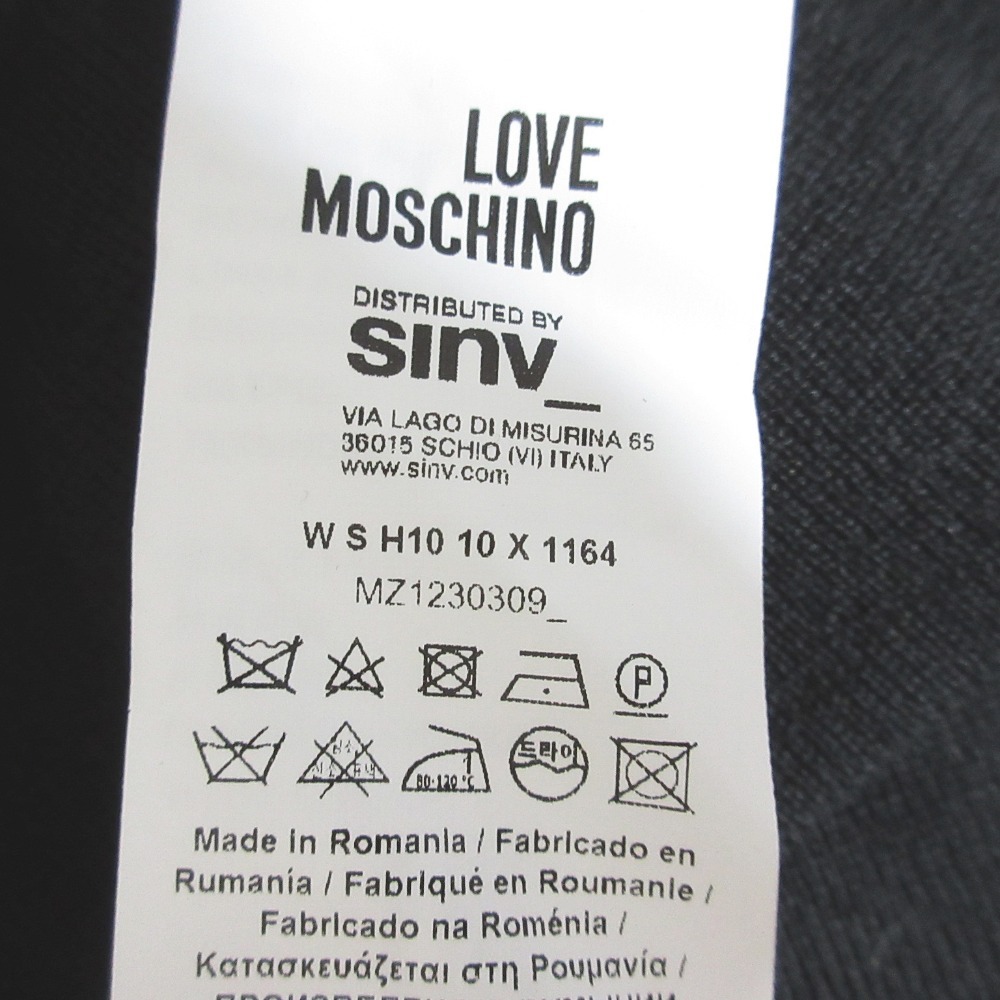 LOVE
MOSCHINO
DISTRIBUTED BY
sinv_
VIA LAGO DI MISURINA 65
36015 SCHIO (VI) ITALY
www.sinv.com
W S H10 10 X 1164
MZ1230309_
P
80-120 °C 드라이
Made in Romania / Fabricado en
Rumanía / Fabriqué en Roumanie /
Fabricado na Roménia /
Κατασκευάζεται στη Ρουμανία /